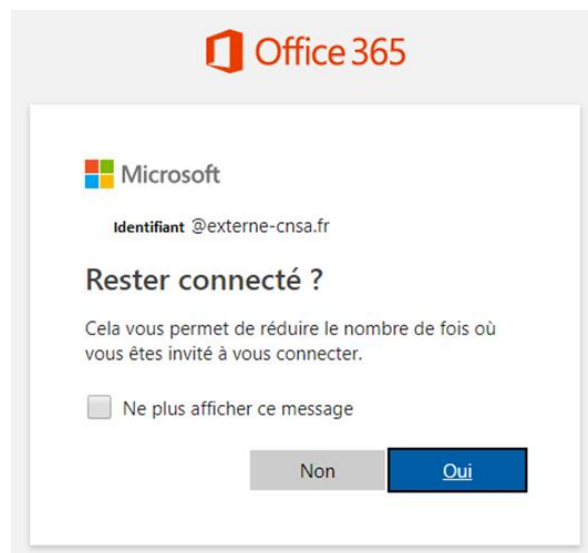 Office 365
Microsoft
Identifiant @externe-cnsa.fr
Rester connecté ?
Cela vous permet de réduire le nombre de fois où
vous êtes invité à vous connecter.
Ne plus afficher ce message
Non
Oui